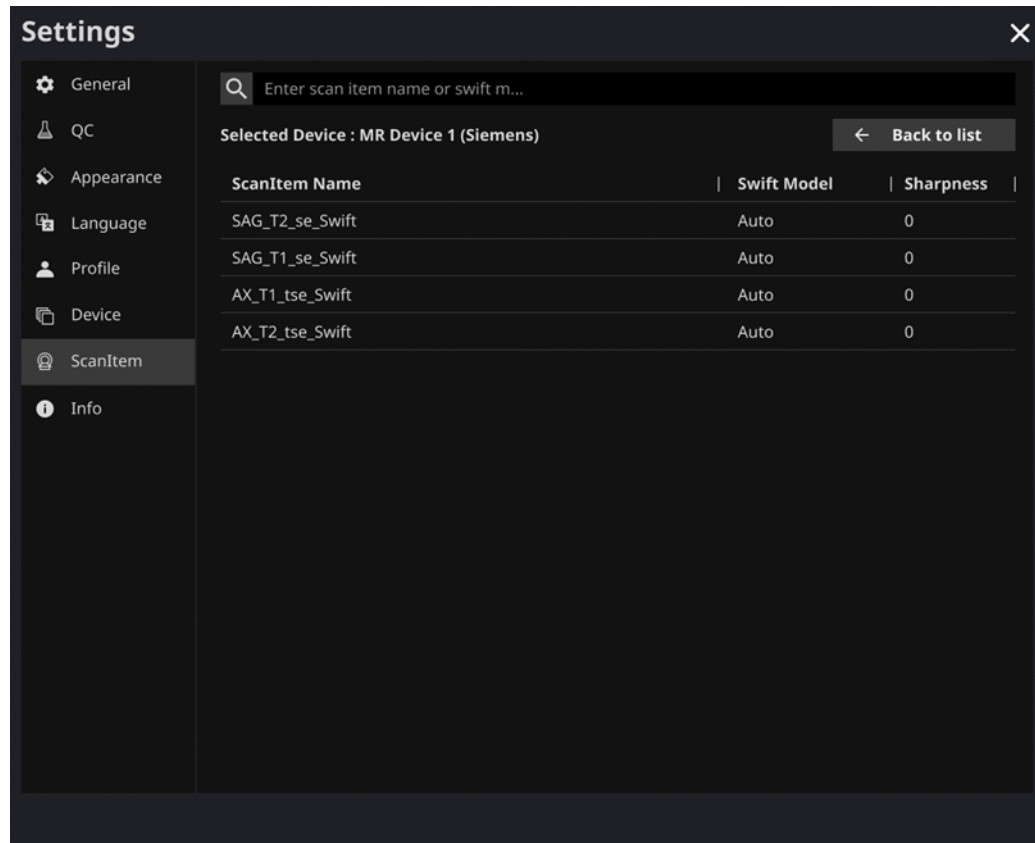 Settings
General
QC
Appearance
Language
Profile
Device
ScanItem
Info
Enter scan item name or swift m...
Selected Device : MR Device 1 (Siemens)
Back to list
ScanItem Name | Swift Model | Sharpness |
SAG_T2_se_Swift Auto 0
SAG_T1_se_Swift Auto 0
AX_T1_tse_Swift Auto 0
AX_T2_tse_Swift Auto 0